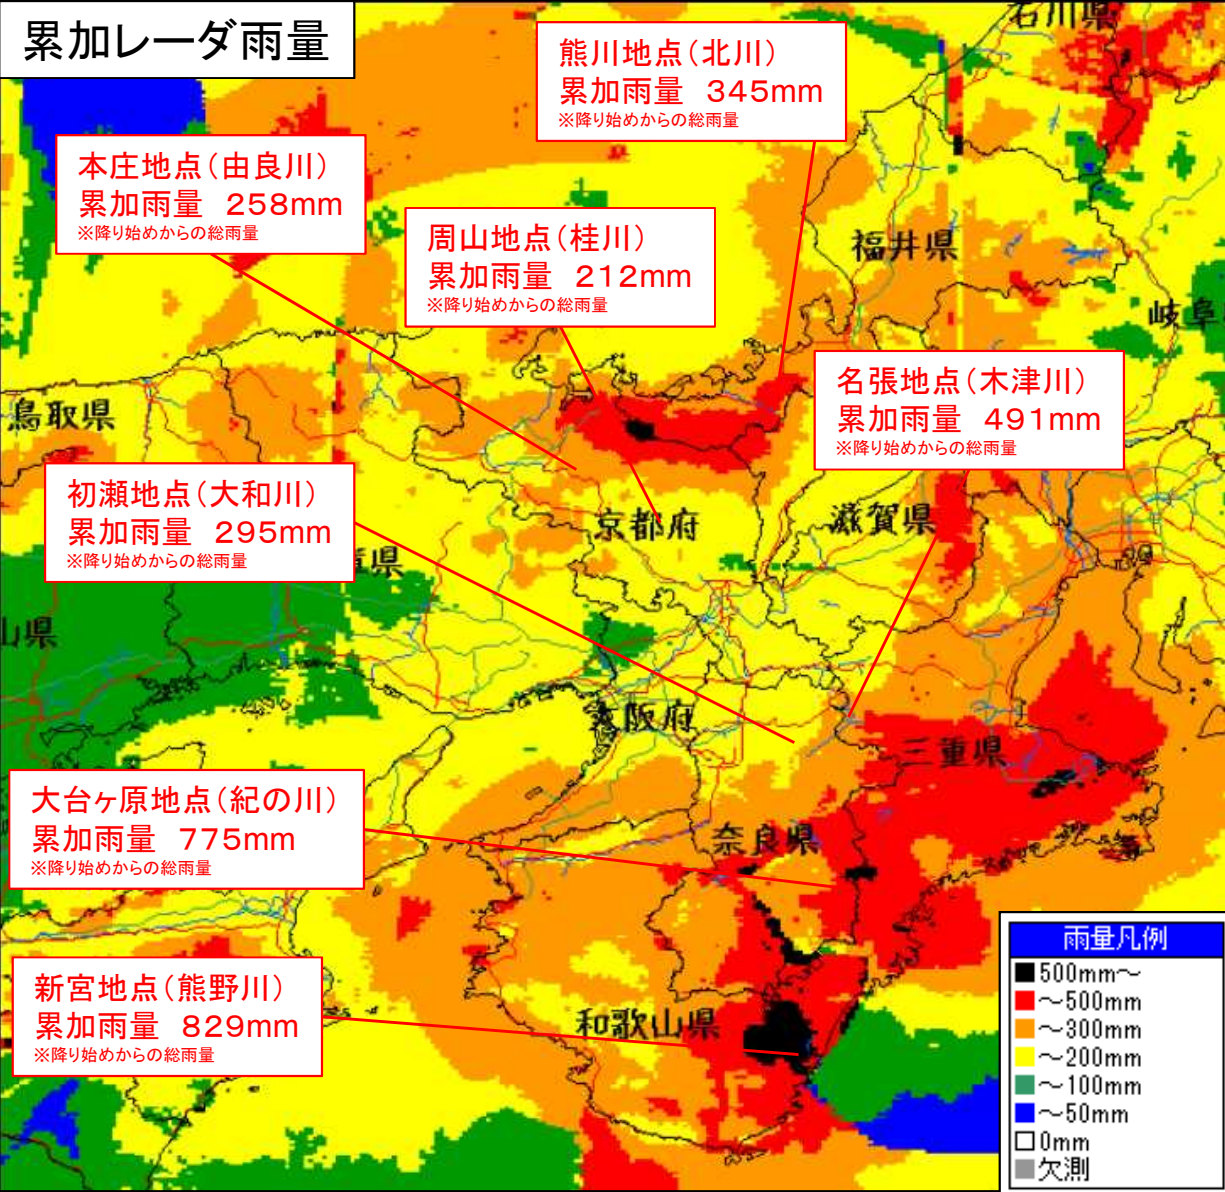 累加レーダ雨量
石川県
熊川地点(北川)
累加雨量 345mm
※降り始めからの総雨量
本庄地点(由良川)
累加雨量 258mm
※降り始めからの総雨量
周山地点(桂川)
累加雨量 212mm
※降り始めからの総雨量
福井県
岐阜
名張地点(木津川)
累加雨量 491mm
※降り始めからの総雨量
鳥取県
初瀬地点(大和川)
累加雨量 295mm
※降り始めからの総雨量
京都府
滋賀県
県
山県
大阪府
三重県
大台ヶ原地点(紀の川)
累加雨量 775mm
※降り始めからの総雨量
奈良県
新宮地点(熊野川)
累加雨量 829mm
※降り始めからの総雨量
和歌山県
雨量凡例
500mm～
～500mm
～300mm
～200mm
～100mm
～50mm
0mm
欠測